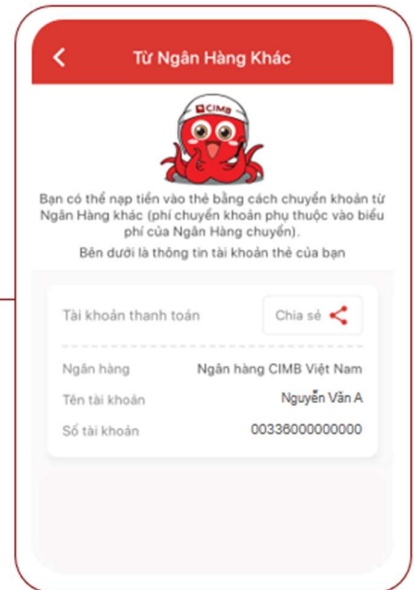 Từ Ngân Hàng Khác
CIMB
Bạn có thể nạp tiền vào thẻ bằng cách chuyển khoản từ
Ngân Hàng khác (phí chuyển khoản phụ thuộc vào biểu
phí của Ngân Hàng chuyển).
Bên dưới là thông tin tài khoản thẻ của bạn
Tài khoản thanh toán Chia sẻ
Ngân hàng Ngân hàng CIMB Việt Nam
Tên tài khoản Nguyễn Văn A
Số tài khoản 00336000000000